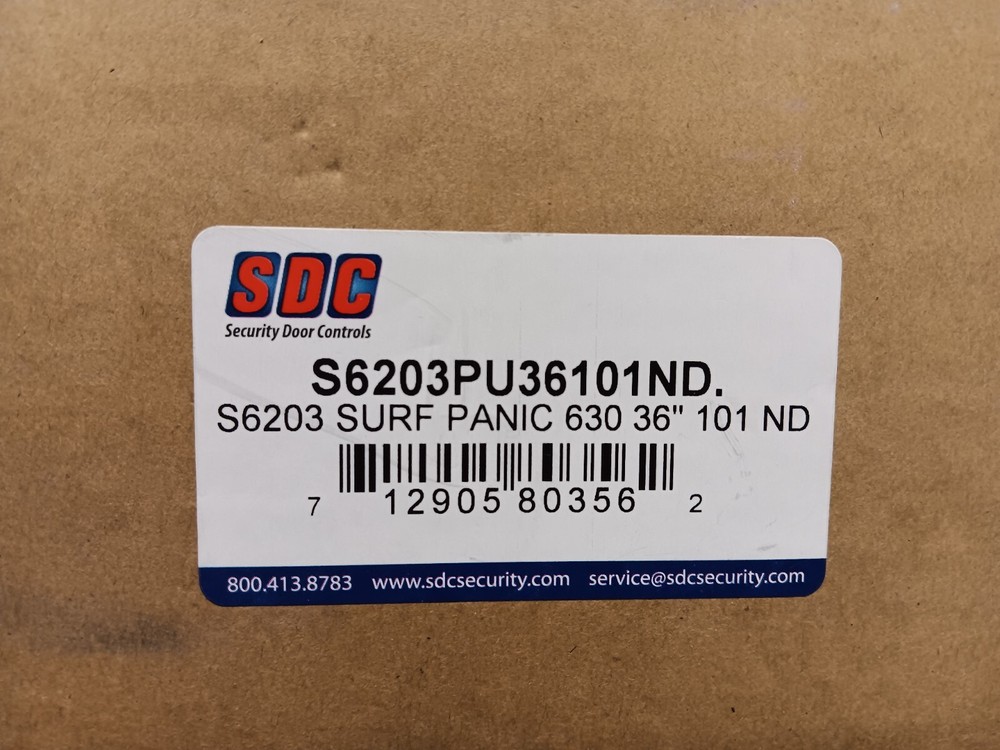 SDC
Security Door Controls
S6203PU36101ND.
S6203 SURF PANIC 630 36" 101 ND
7 12905 80356 2
800.413.8783 www.sdcsecurity.com service@sdcsecurity.com